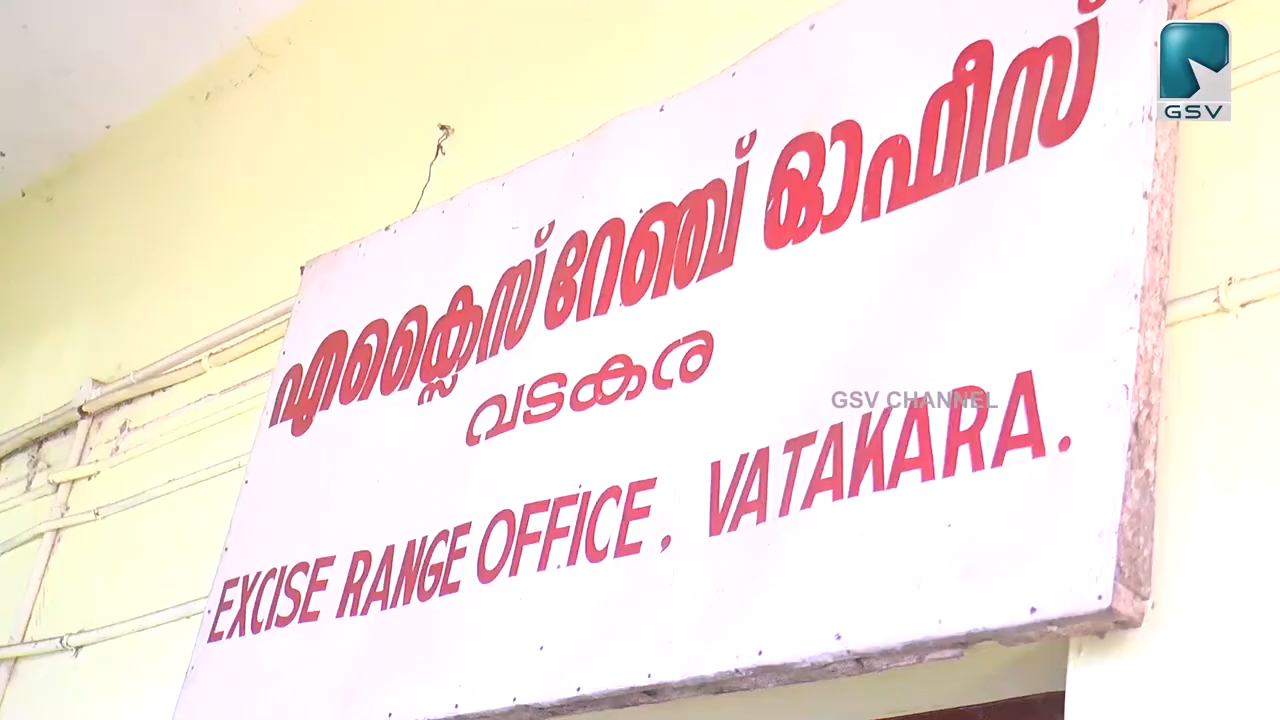 എക്സൈസ് റേഞ്ച് ഓഫീസ്
വടകര
EXCISE RANGE OFFICE, VATAKARA.
GSV CHANNEL
GSV